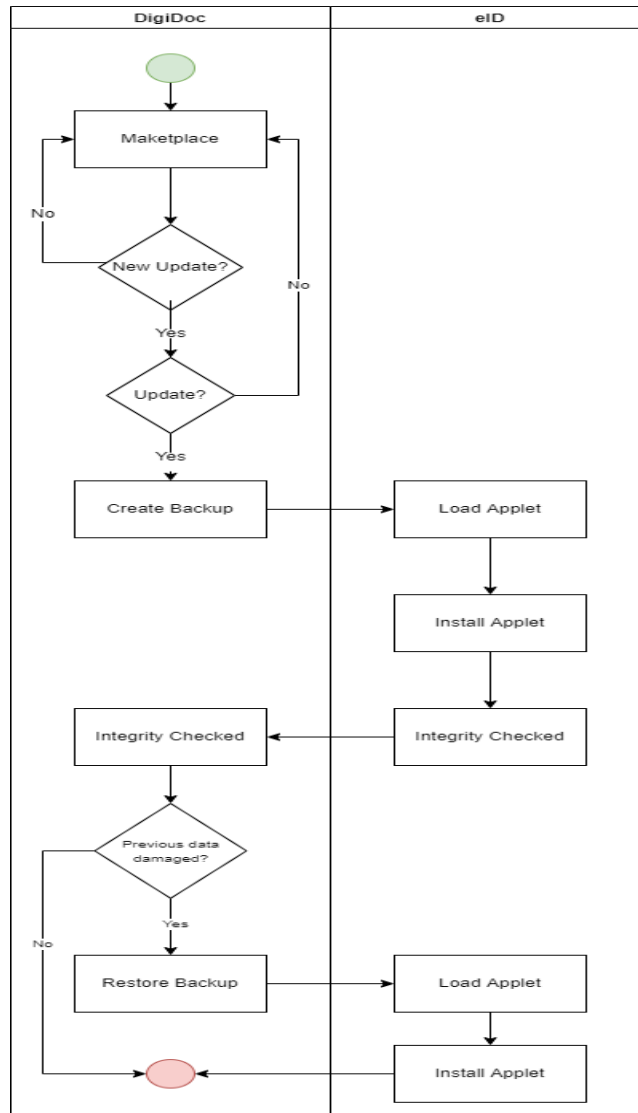 DigiDoc
eID
Maketplace
No
New Update?
No
Yes
Update?
Yes
Create Backup
Load Applet
Install Applet
Integrity Checked
Integrity Checked
Previous data
damaged?
Yes
No
Restore Backup
Load Applet
Install Applet